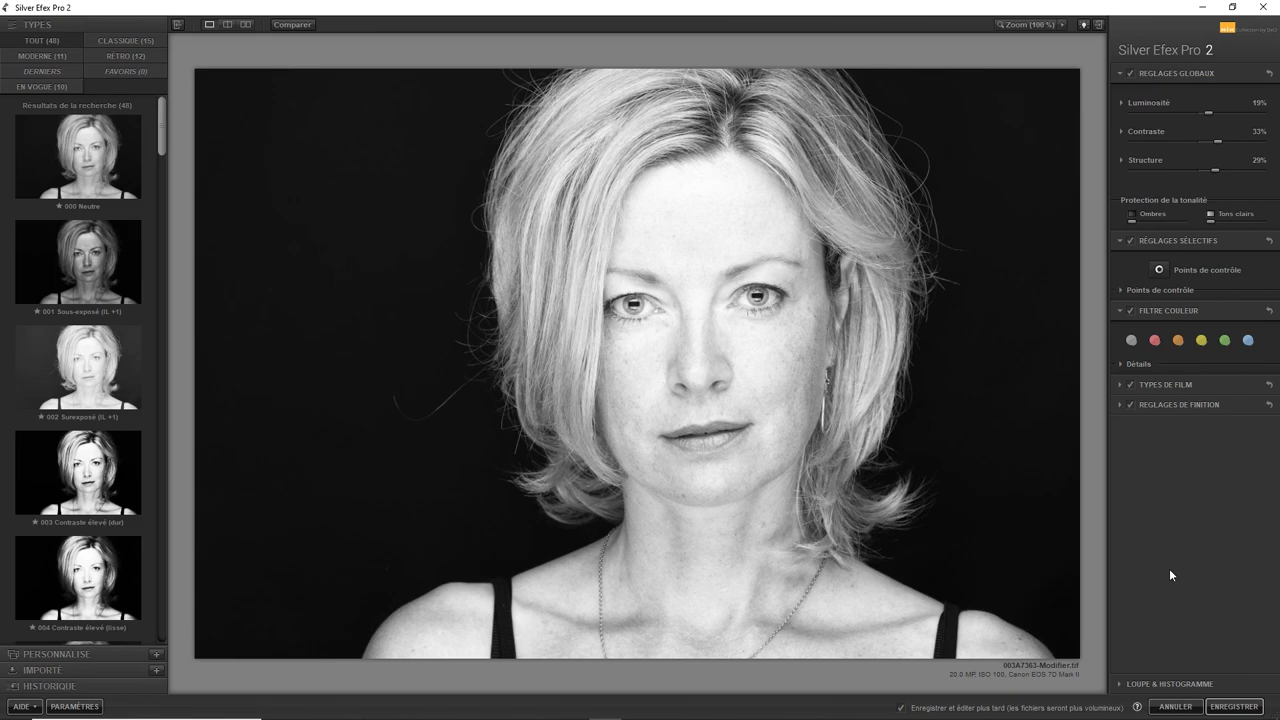 Silver Efex Pro 2
TYPES
TOUT (48)
CLASSIQUE (15)
MODERNE (11)
RÉTRO (12)
DERNIERS
FAVORIS (0)
EN VOGUE (10)
Résultats de la recherche (48)
000 Neutre
001 Sous-exposé (IL +1)
002 Surexposé (IL +1)
003 Contraste élevé (dur)
004 Contraste élevé (lisse)
PERSONNALISE
IMPORTÉ
HISTORIQUE
AIDE
PARAMÈTRES
Comparer
Zoom (100 %)
003A7363-Modifier.tif
20.0 MP, ISO 100, Canon EOS 7D Mark II
Silver Efex Pro 2
REGLAGES GLOBAUX
Luminosité 19%
Contraste 33%
Structure 29%
Protection de la tonalité
Ombres
Tons clairs
RÉGLAGES SÉLECTIFS
Points de contrôle
Points de contrôle
FILTRE COULEUR
Détails
TYPES DE FILM
REGLAGES DE FINITION
LOUPE & HISTOGRAMME
Enregistrer et éditer plus tard (les fichiers seront plus volumineux)
ANNULER
ENREGISTRER